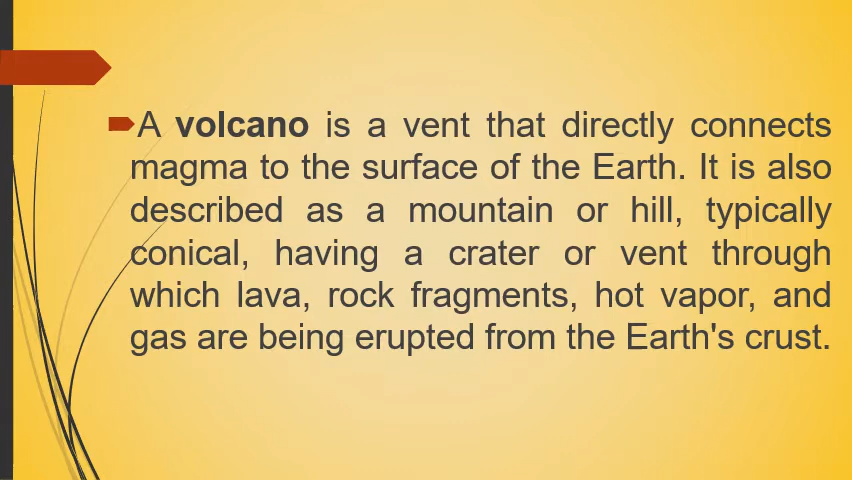 A volcano is a vent that directly connects
magma to the surface of the Earth. It is also
described as a mountain or hill, typically
conical, having a crater or vent through
which lava, rock fragments, hot vapor, and
gas are being erupted from the Earth's crust.